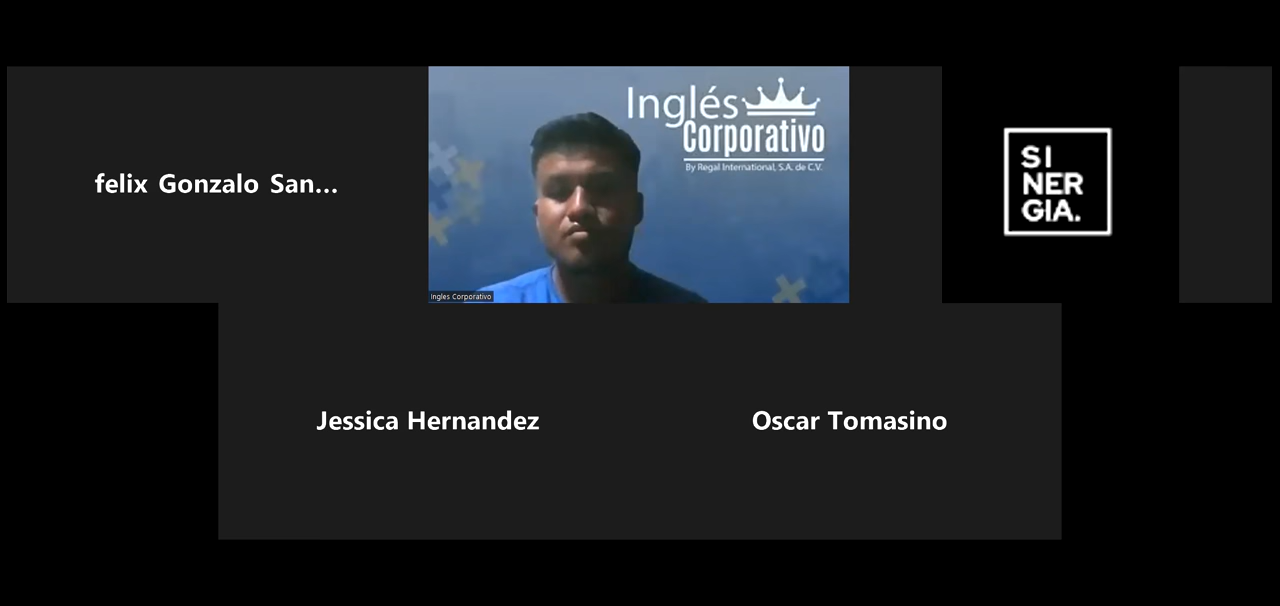 felix Gonzalo San...
Inglés
Corporativo
By Regal International, S.A. de C.V.
Ingles Corporativo
SI
NER
GIA.
Jessica Hernandez
Oscar Tomasino